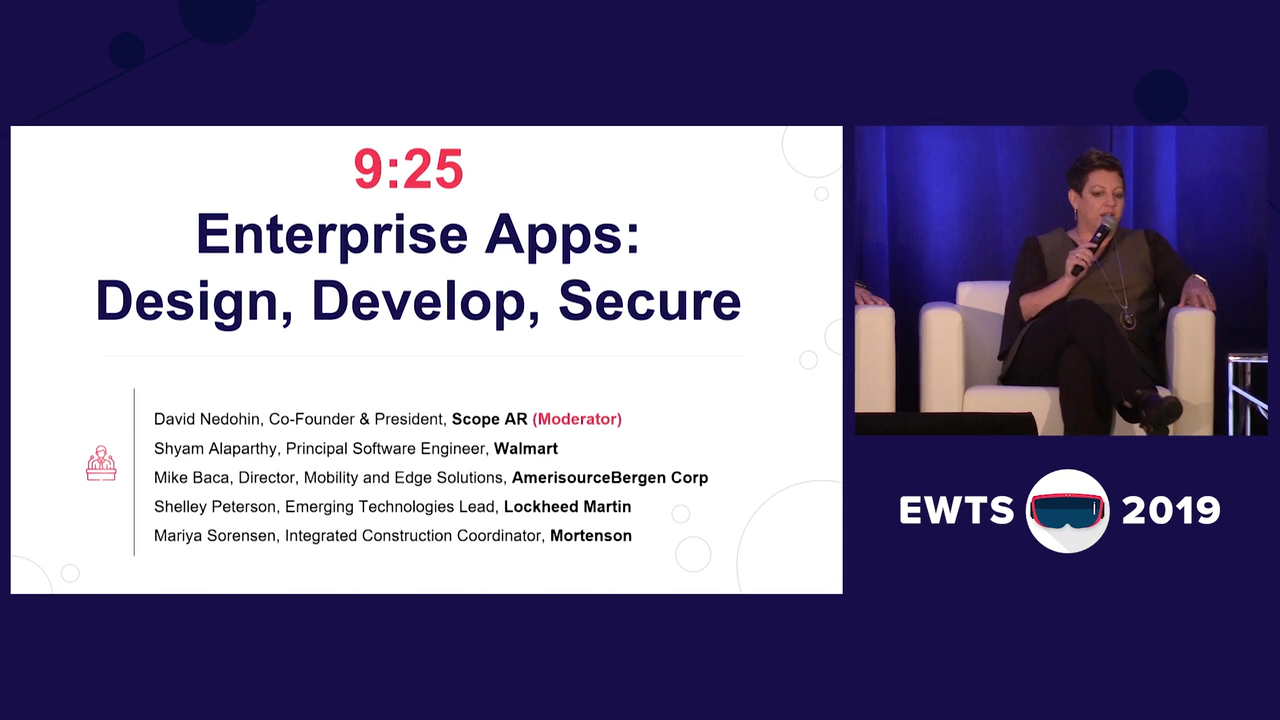 9:25
Enterprise Apps:
Design, Develop, Secure
David Nedohin, Co-Founder & President, Scope AR (Moderator)
Shyam Alaparthy, Principal Software Engineer, Walmart
Mike Baca, Director, Mobility and Edge Solutions, AmerisourceBergen Corp
Shelley Peterson, Emerging Technologies Lead, Lockheed Martin
Mariya Sorensen, Integrated Construction Coordinator, Mortenson
EWTS 2019